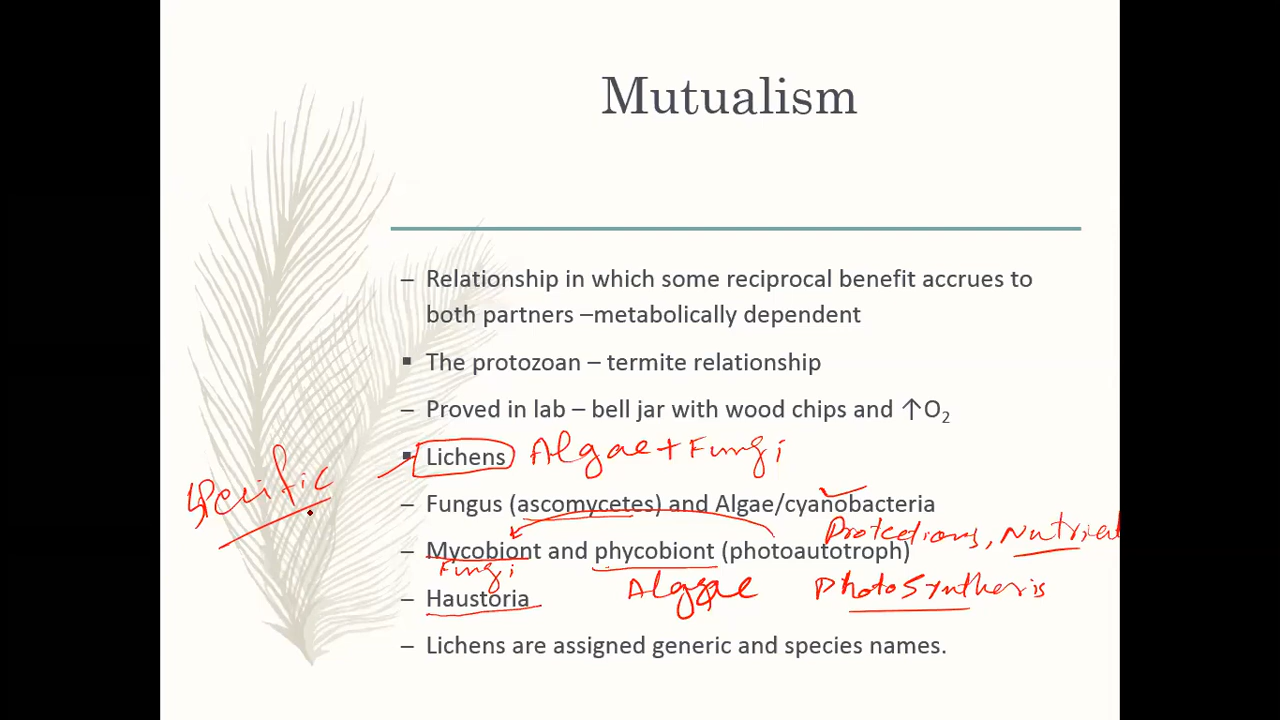 Mutualism
– Relationship in which some reciprocal benefit accrues to
both partners –metabolically dependent
▪ The protozoan – termite relationship
– Proved in lab – bell jar with wood chips and ↑O₂
▪ Lichens Algae + Fungi
Specific
– Fungus (ascomycetes) and Algae/cyanobacteria
Protections,
– Mycobiont and phycobiont (photoautotroph)
Fungi Algae PhotoSynthesis
– Haustoria
– Lichens are assigned generic and species names.